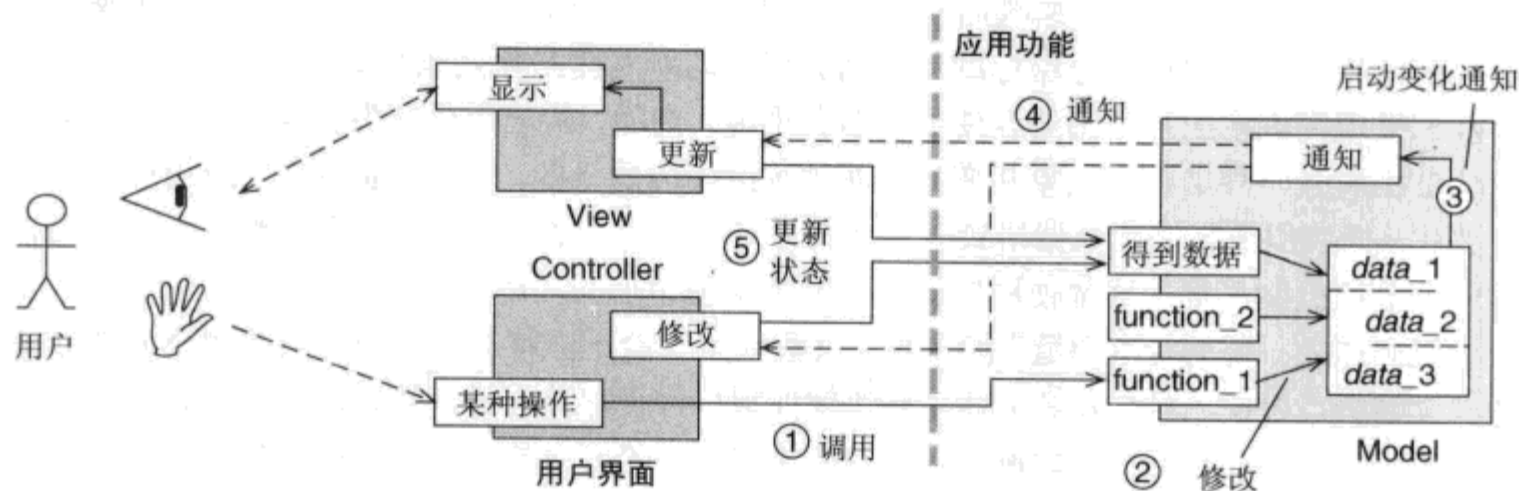 应用功能
启动变化通知
显示
④ 通知
更新
通知
③
View
⑤ 更新
状态
得到数据
data_1
Controller
function_2
data_2
修改
用户
function_1
data_3
某种操作
① 调用
Model
用户界面
② 修改